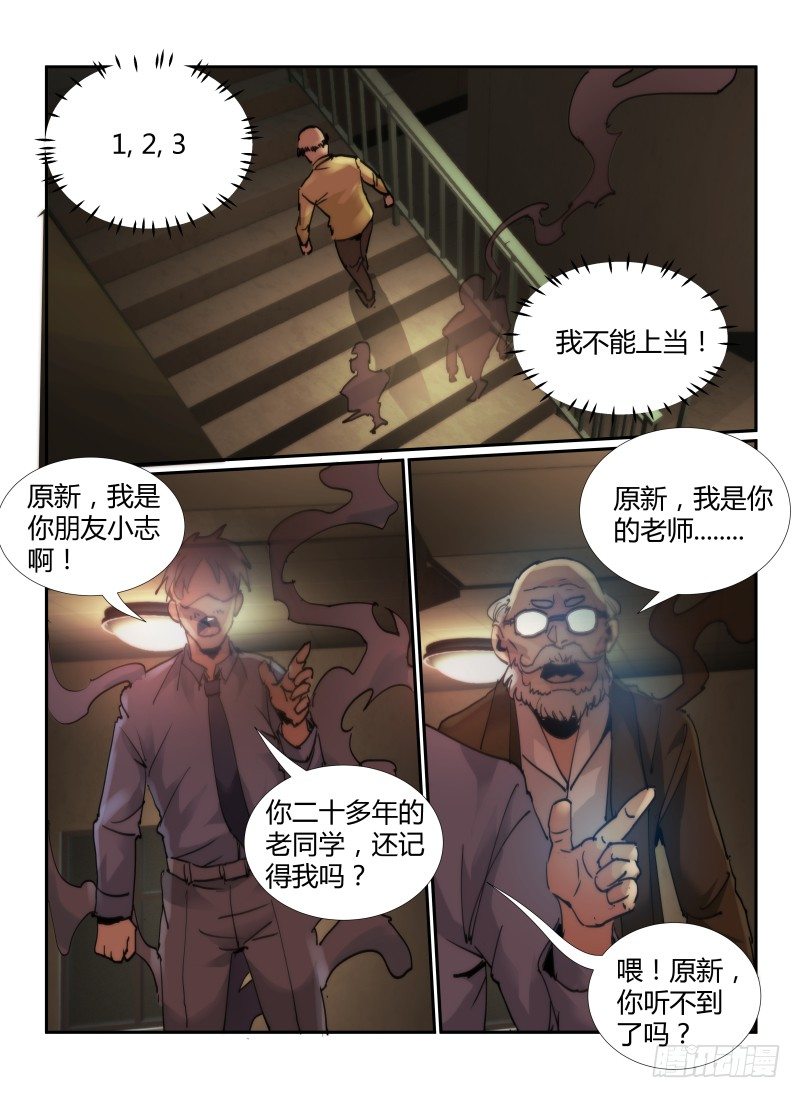 1, 2, 3
我不能上当！
原新，我是
你朋友小志
啊！
你二十多年的
老同学，还记
得我吗？
原新，我是你
的老师........
喂！原新，
你听不到
了吗？
腾讯动漫